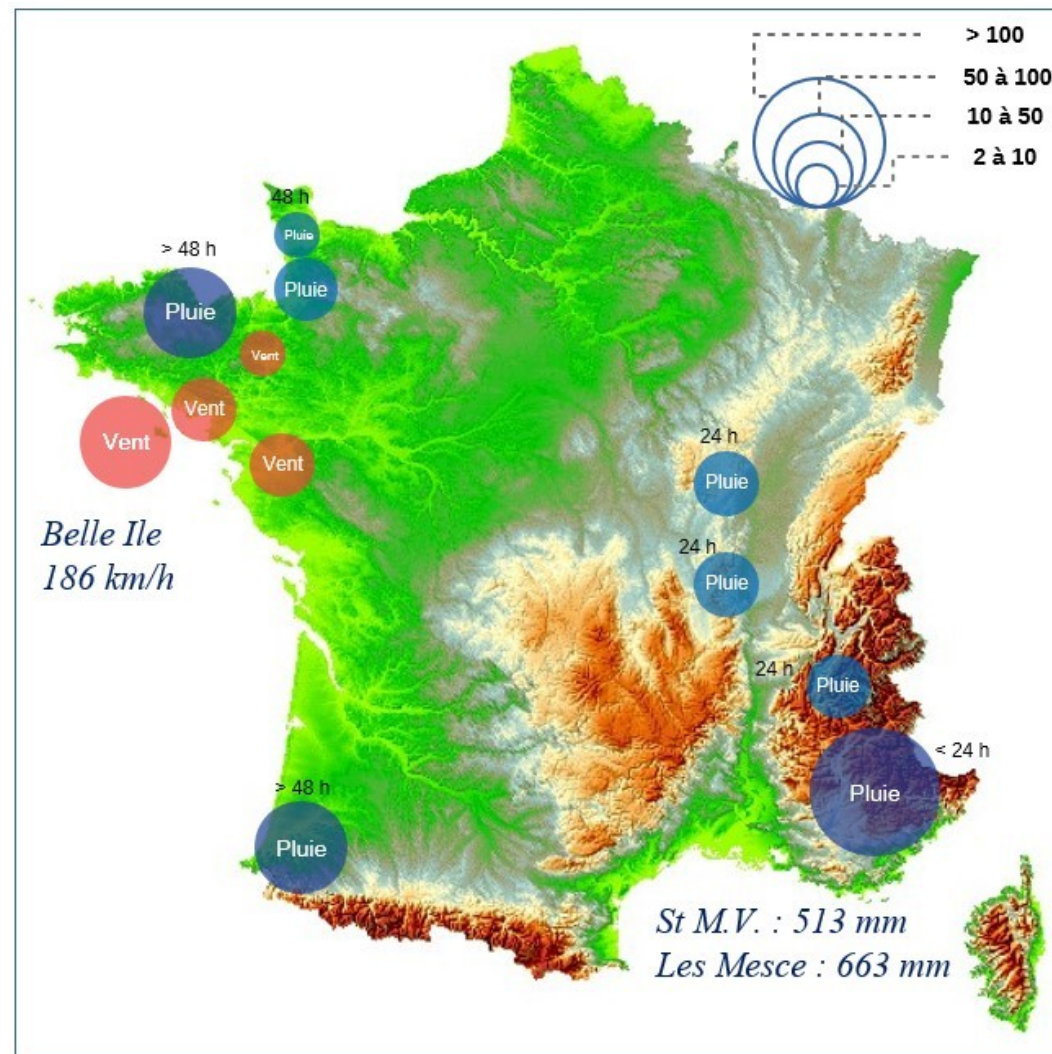 > 100
50 à 100
10 à 50
2 à 10
48 h
Pluie
> 48 h
Pluie
Pluie
Vent
Vent
Vent
Vent
Belle Ile
186 km/h
24 h
Pluie
24 h
Pluie
24 h
Pluie
< 24 h
Pluie
> 48 h
Pluie
St M.V. : 513 mm
Les Mesce : 663 mm